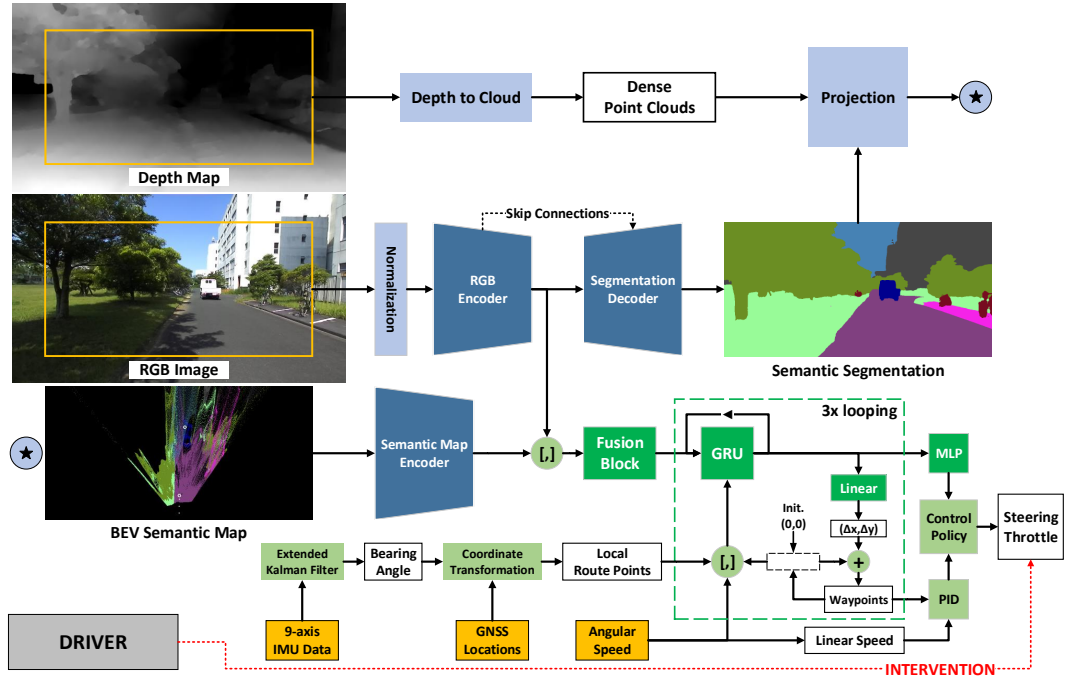 Depth Map
Depth to Cloud
Dense
Point Clouds
Projection
RGB Image
Normalization
RGB
Encoder
Skip Connections
Segmentation
Decoder
Semantic Segmentation
BEV Semantic Map
Semantic Map
Encoder
[,]
Fusion
Block
3x looping
GRU
MLP
Linear
Init.
(0,0)
(Δx,Δy)
Control
Policy
Steering
Throttle
Extended
Kalman Filter
Bearing
Angle
Coordinate
Transformation
Local
Route Points
[,]
+
Waypoints
PID
DRIVER
9-axis
IMU Data
GNSS
Locations
Angular
Speed
Linear Speed
INTERVENTION